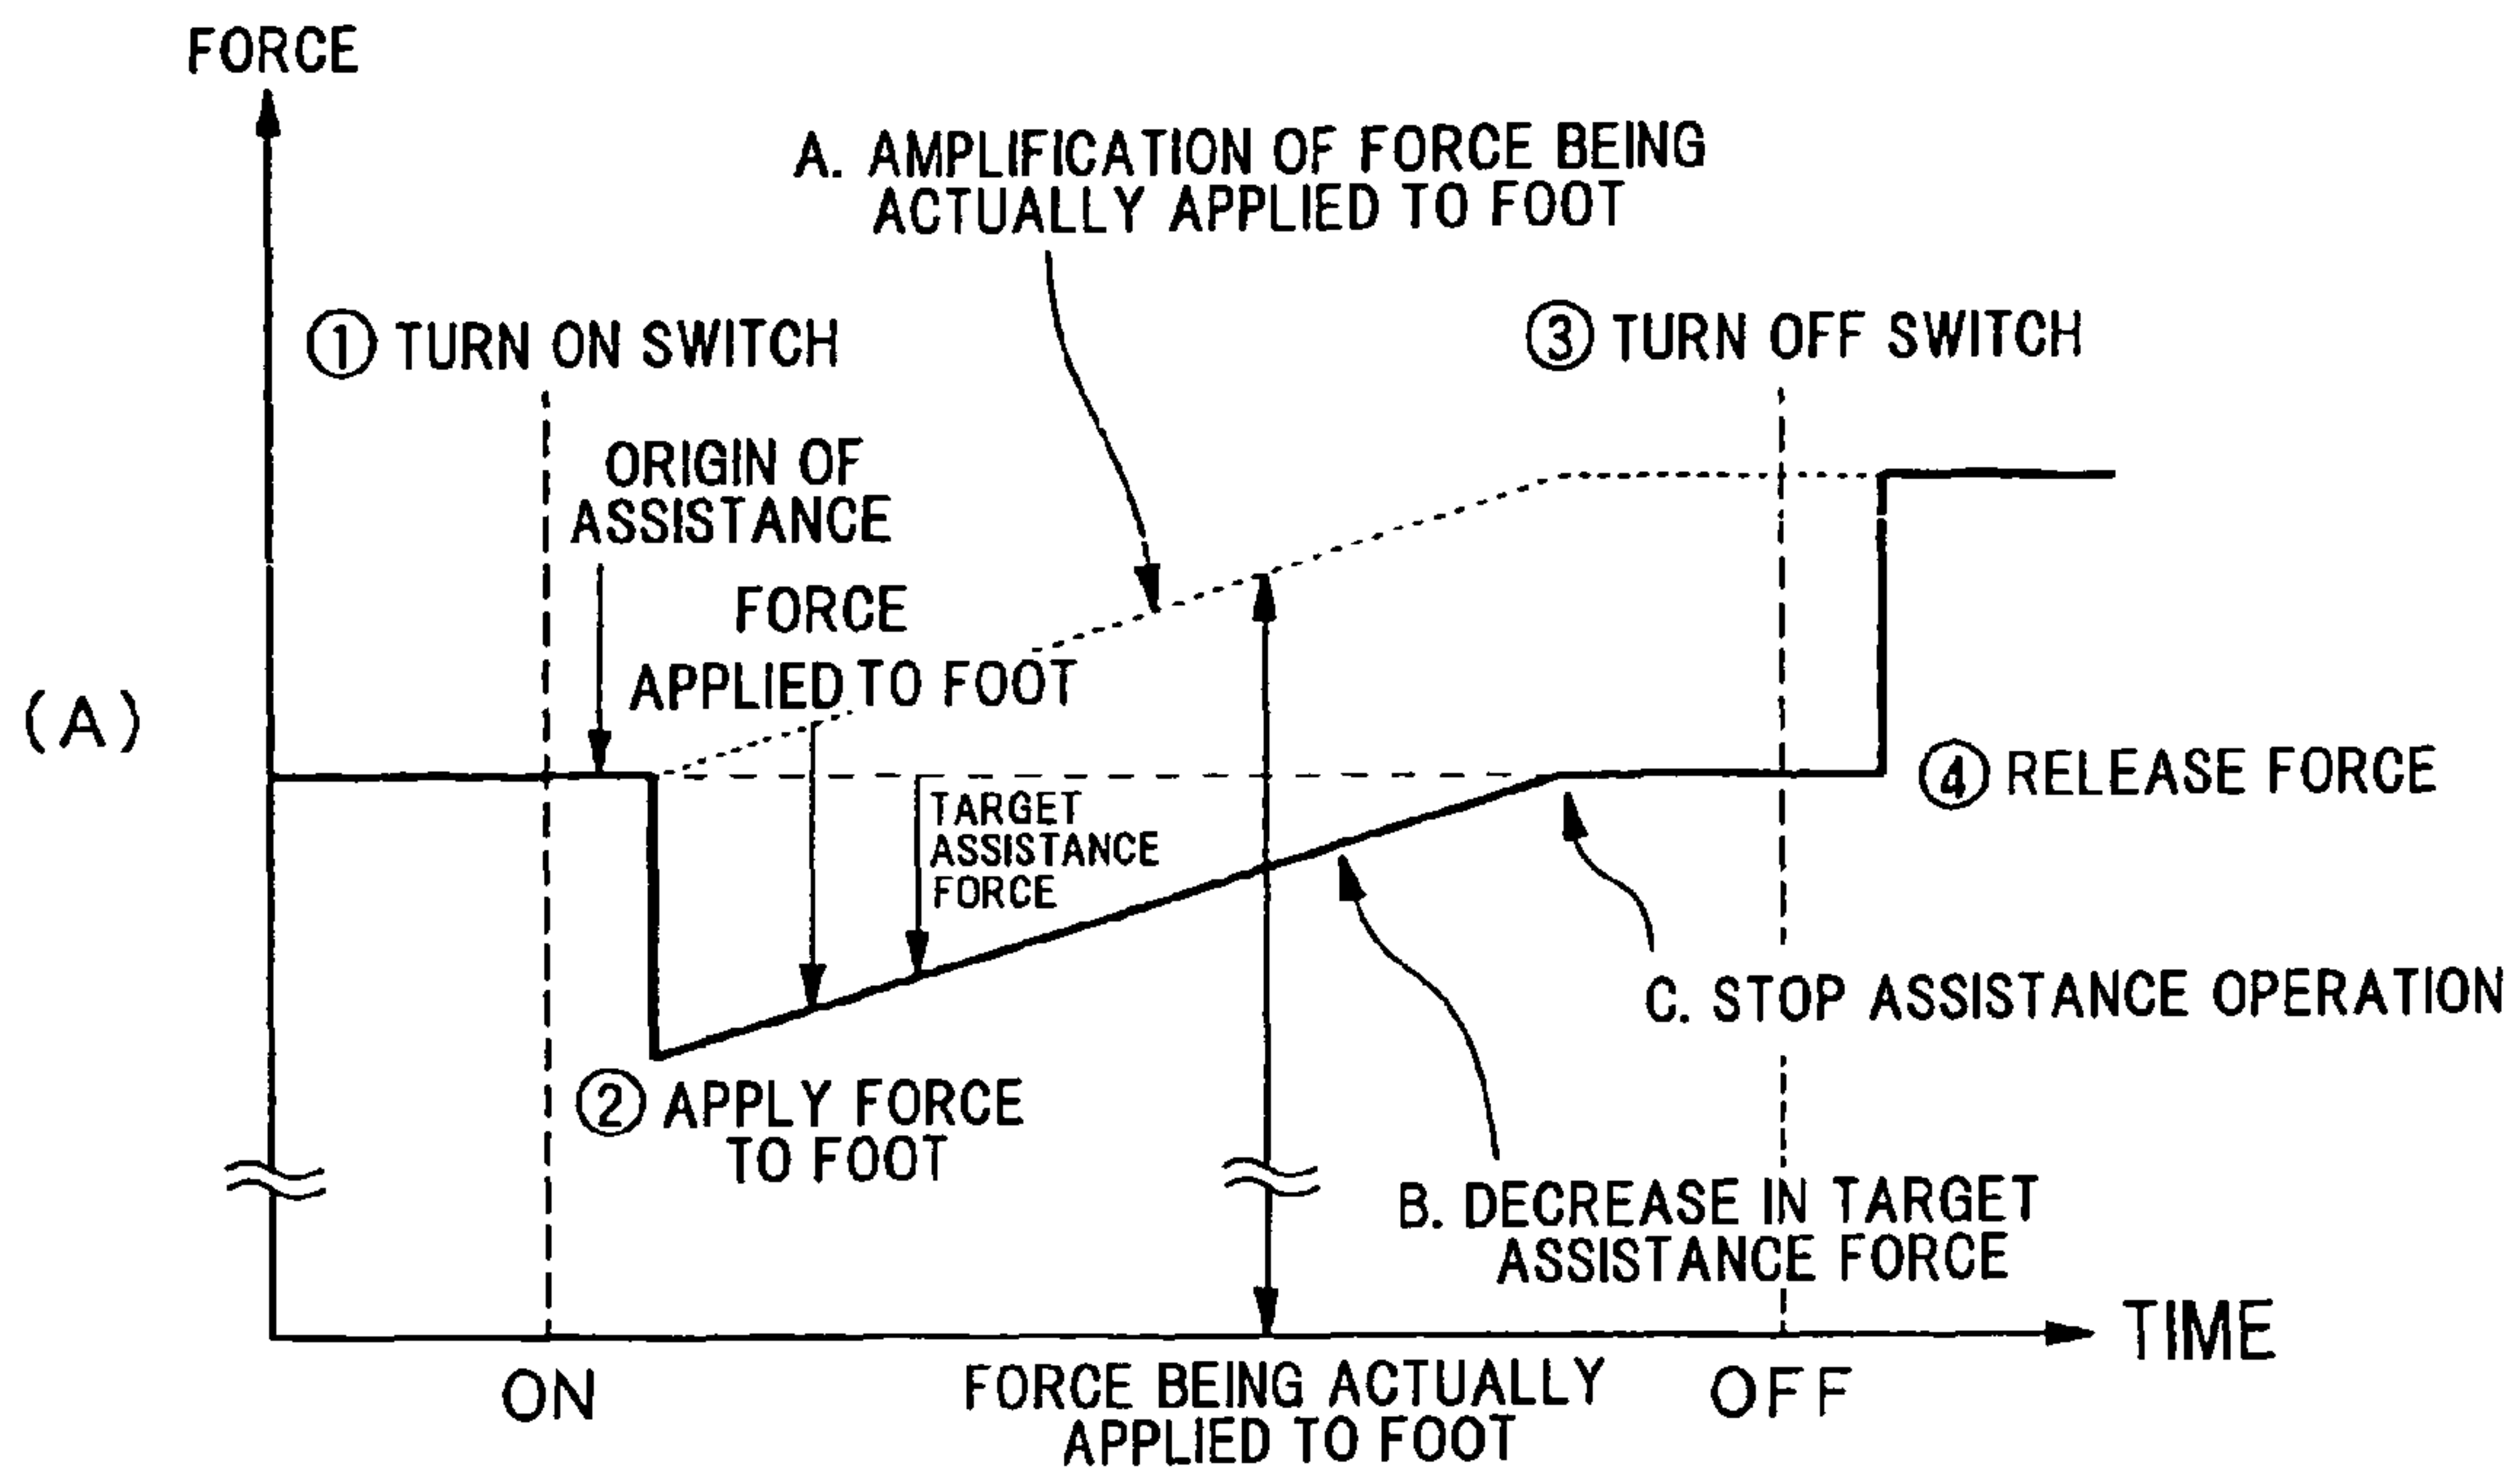 FORCE
A. AMPLIFICATION OF FORCE BEING
ACTUALLY APPLIED TO FOOT
① TURN ON SWITCH
③ TURN OFF SWITCH
ORIGIN OF
ASSISTANCE
FORCE
APPLIED TO FOOT
(A)
TARGET
ASSISTANCE
FORCE
④ RELEASE FORCE
C. STOP ASSISTANCE OPERATION
② APPLY FORCE
TO FOOT
B. DECREASE IN TARGET
ASSISTANCE FORCE
TIME
ON
FORCE BEING ACTUALLY
APPLIED TO FOOT
OFF